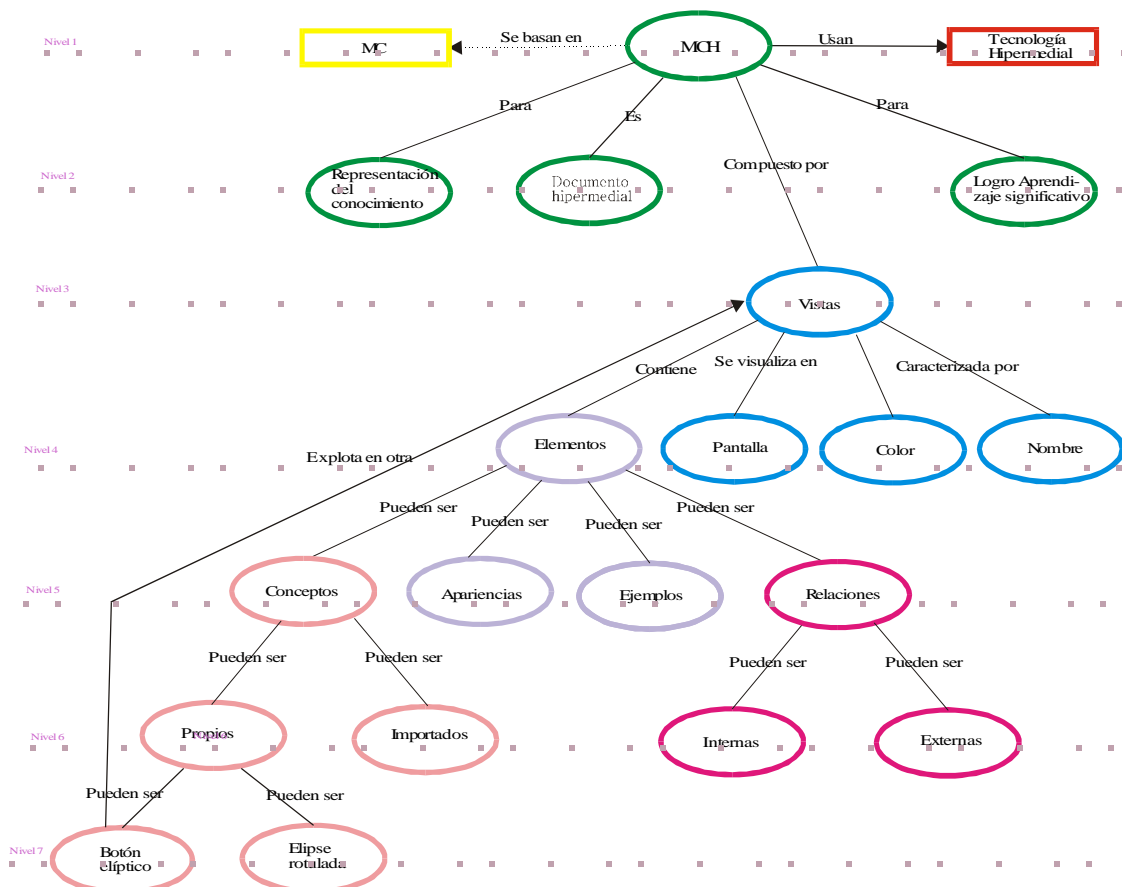 Nivel 1
MC
Se basan en
MCH
Usan
Tecnología
Hipermedial
Para
Es
Para
Compuesto por
Nivel 2
Representación
del
conocimiento
Documento
hipermedial
Logro Aprendi-
zaje significativo
Nivel 3
Vistas
Contiene
Se visualiza en
Caracterizada por
Nivel 4
Explota en otra
Elementos
Pantalla
Color
Nombre
Pueden ser
Pueden ser
Pueden ser
Pueden ser
Nivel 5
Conceptos
Apariencias
Ejemplos
Relaciones
Pueden ser
Pueden ser
Pueden ser
Pueden ser
Nivel 6
Propios
Importados
Internas
Externas
Pueden ser
Pueden ser
Nivel 7
Botón
elíptico
Elipse
rotulada